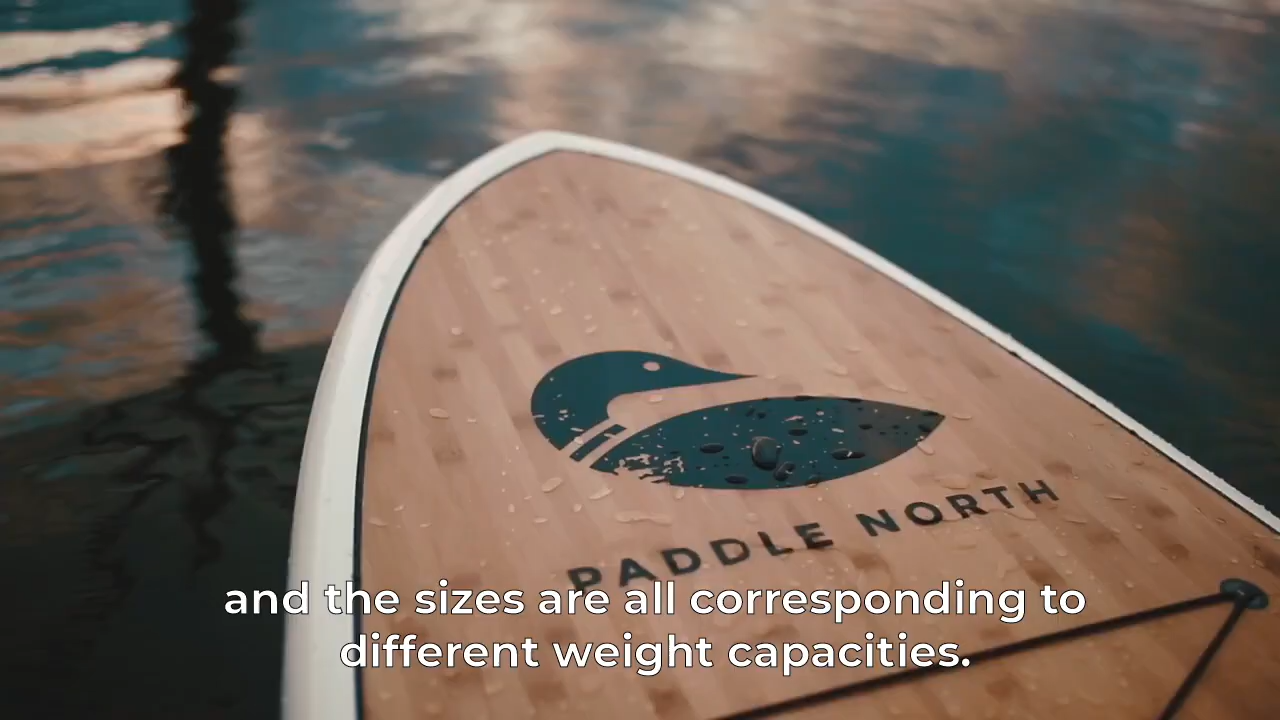 PADDLE NORTH
and the sizes are all corresponding to
different weight capacities.